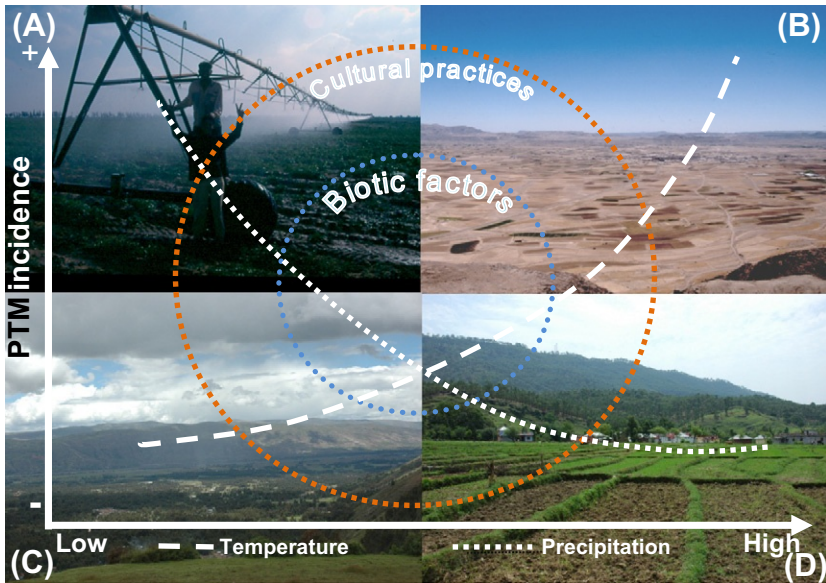 (A)
(B)
+
Cultural practices
Biotic factors
PTM incidence
-
Low
Temperature
Precipitation
High
(C)
(D)